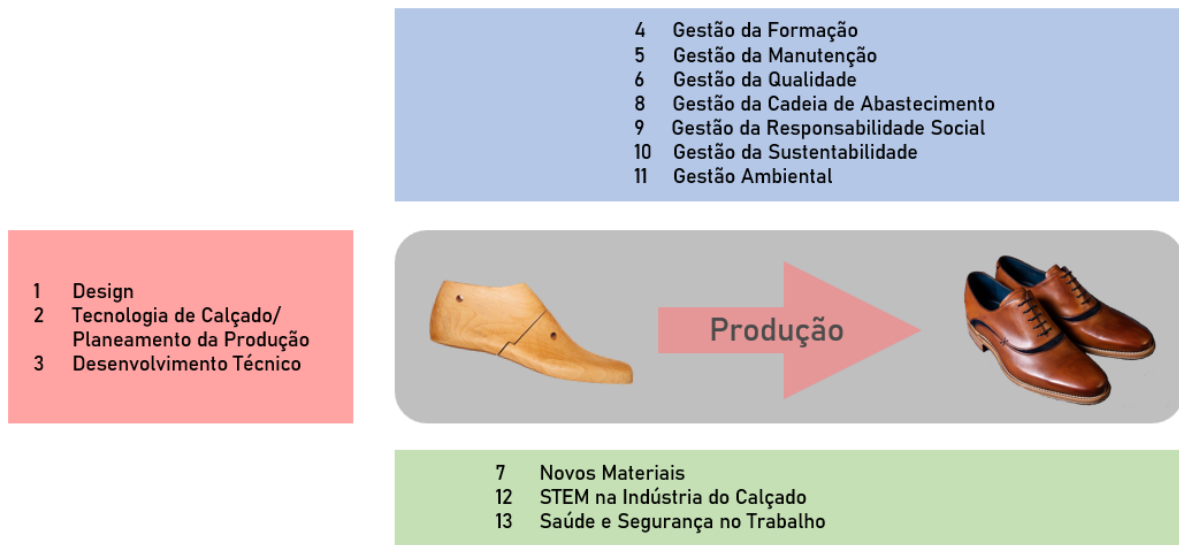 4 Gestão da Formação
5 Gestão da Manutenção
6 Gestão da Qualidade
8 Gestão da Cadeia de Abastecimento
9 Gestão da Responsabilidade Social
10 Gestão da Sustentabilidade
11 Gestão Ambiental
1 Design
2 Tecnologia de Calçado/
Planeamento da Produção
3 Desenvolvimento Técnico
Produção
7 Novos Materiais
12 STEM na Indústria do Calçado
13 Saúde e Segurança no Trabalho